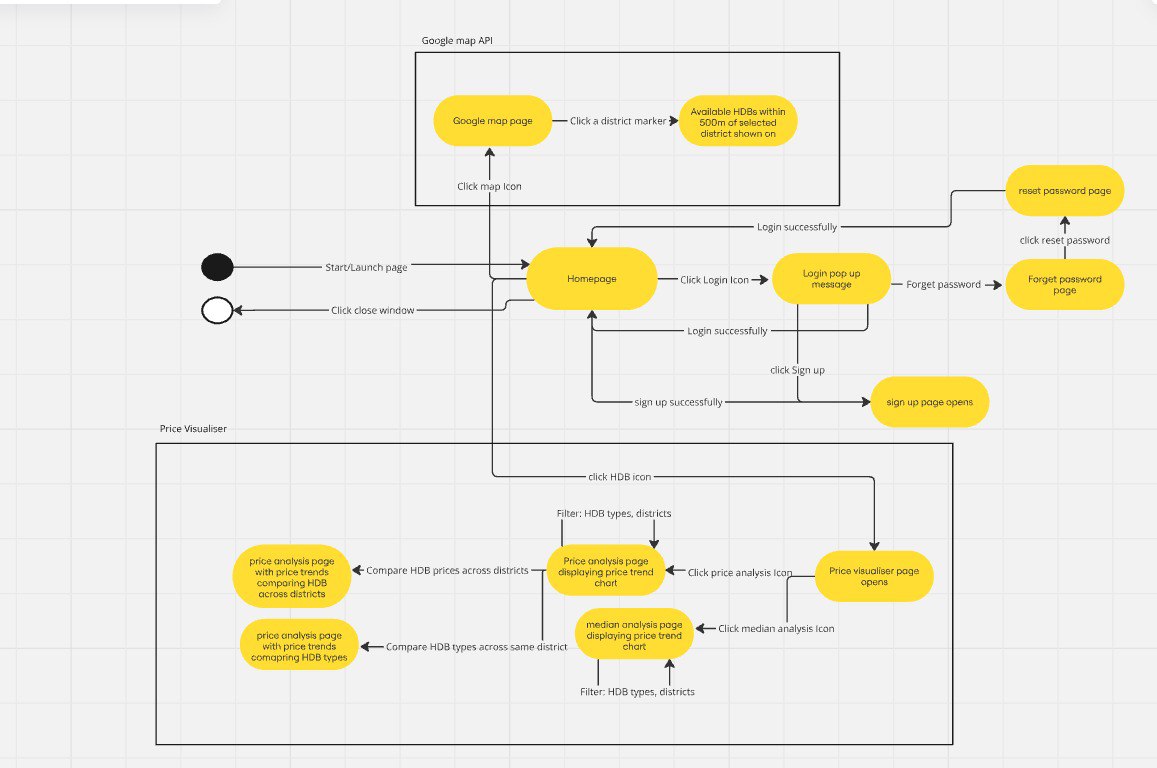 Google map API
Google map page
Click a district marker
Available HDBs within
500m of selected
district shown on
Click map Icon
reset password page
Login successfully
click reset password
Start/Launch page
Homepage
Click Login Icon
Login pop up
message
Forget password
Forget password
page
Click close window
Login successfully
click Sign up
sign up successfully
sign up page opens
Price Visualiser
click HDB icon
Filter: HDB types, districts
price analysis page
with price trends
comparing HDB
across districts
Compare HDB prices across districts
Price analysis page
displaying price trend
chart
Click price analysis Icon
Price visualiser page
opens
price analysis page
with price trends
comapring HDB types
Compare HDB types across same district
median analysis page
displaying price trend
chart
Click median analysis Icon
Filter: HDB types, districts